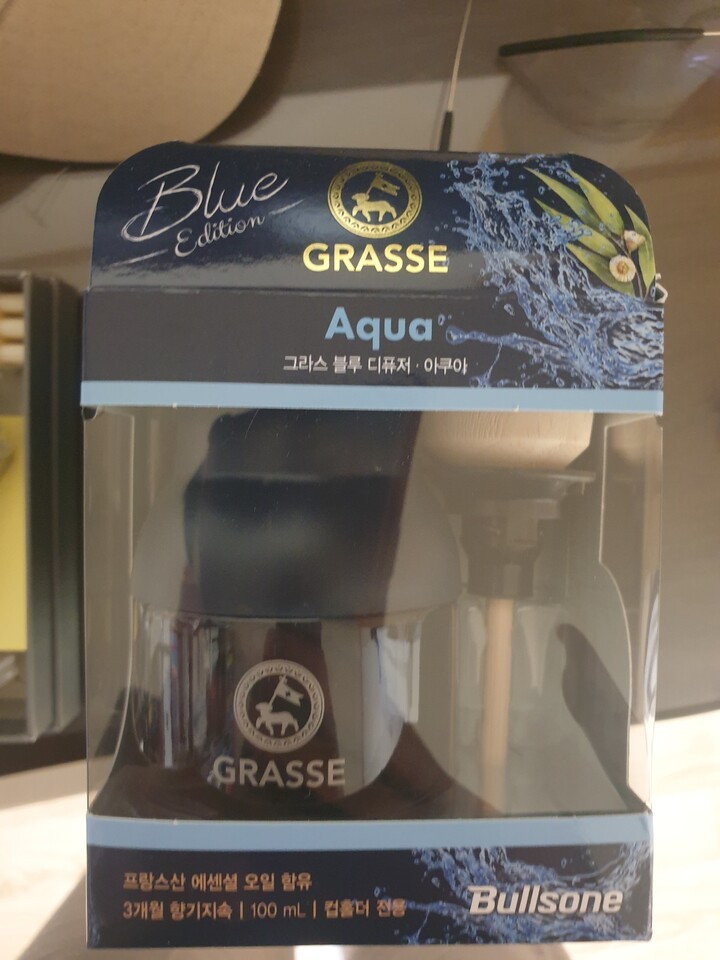 Blue
Edition
GRASSE
Aqua
그라스 블루 디퓨저 · 아쿠아
GRASSE
프랑스산 에센셜 오일 함유
3개월 향기지속 | 100 mL | 컵홀더 전용
Bullsone